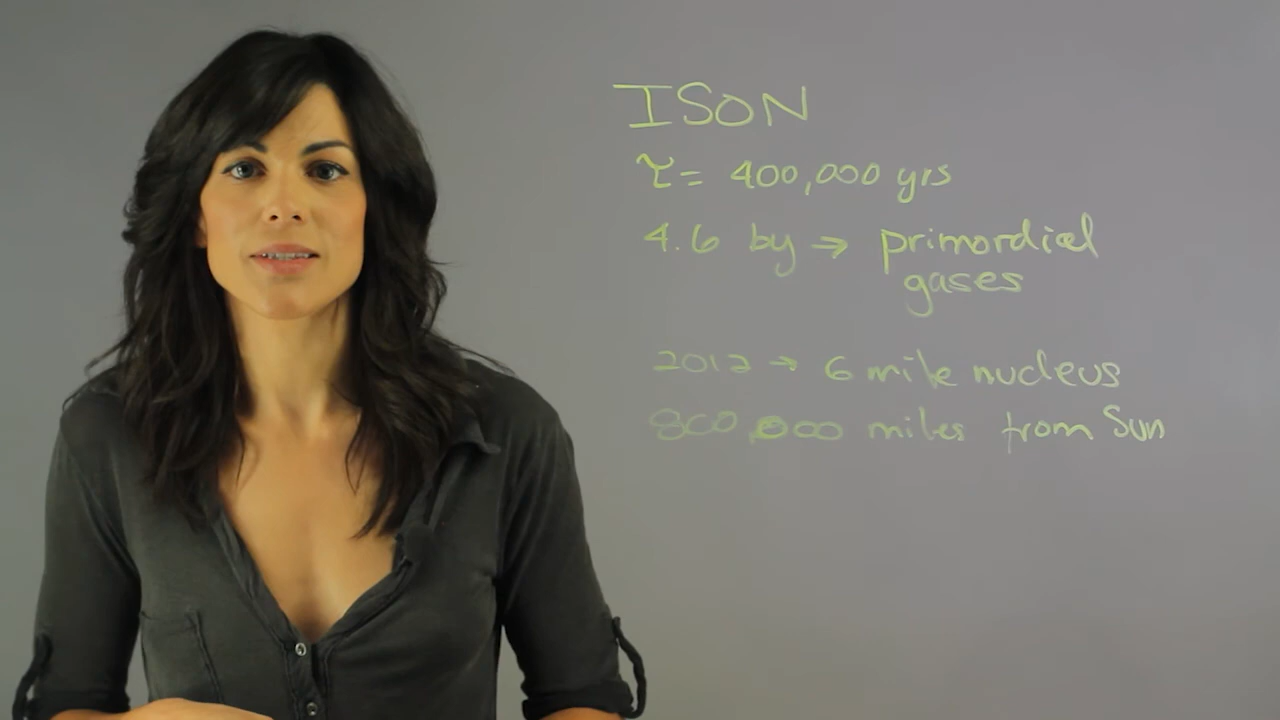 ISON
τ = 400,000 yrs
4.6 by → primordial
gases
2012 → 6 mile nucleus
800,000 miles from Sun